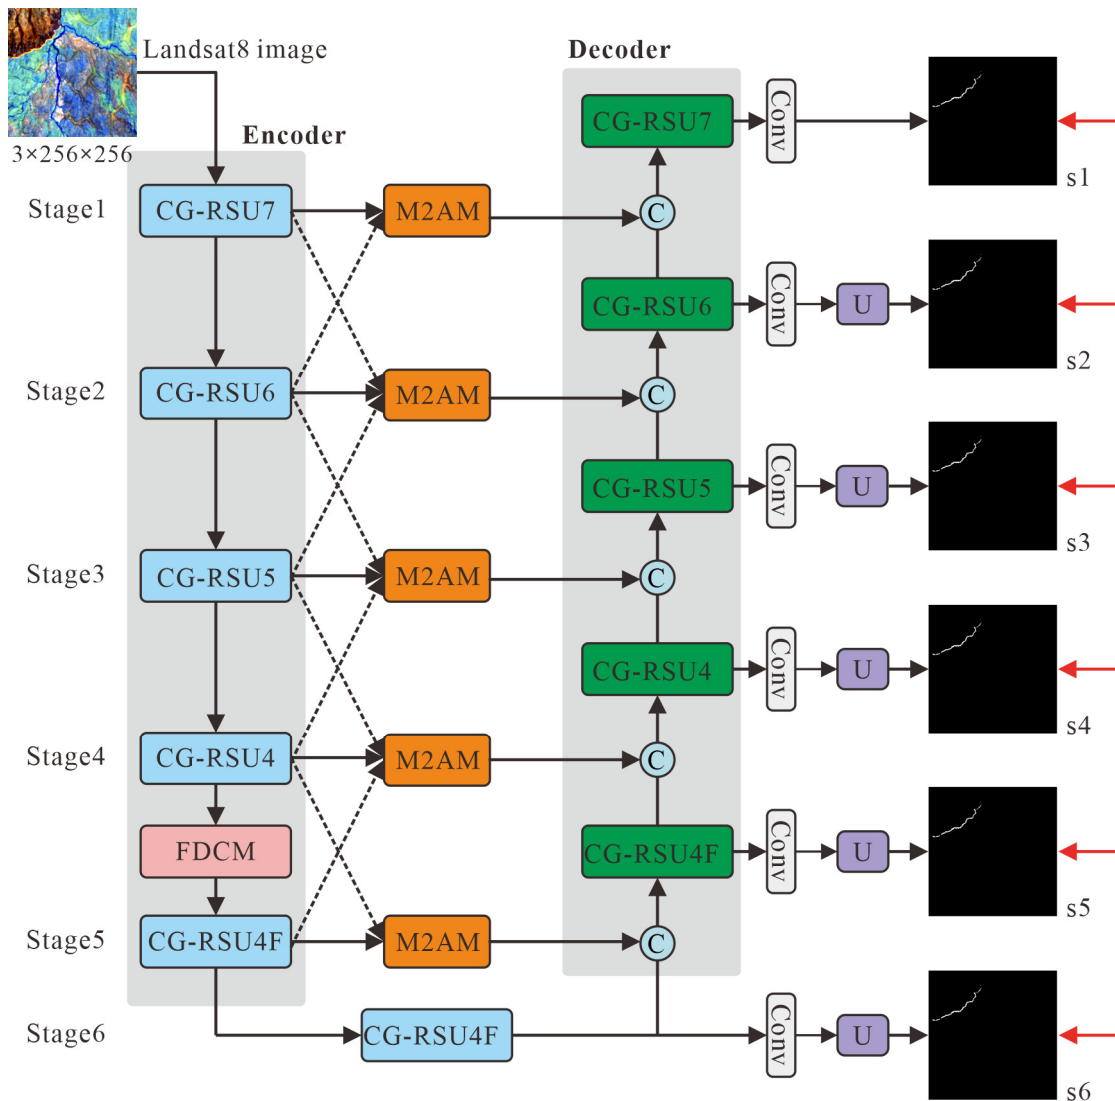 Landsat8 image
3×256×256
Encoder
Decoder
CG-RSU7
Conv
s1
Stage1
CG-RSU7
M2AM
C
CG-RSU6
Conv
U
s2
Stage2
CG-RSU6
M2AM
C
CG-RSU5
Conv
U
s3
Stage3
CG-RSU5
M2AM
C
CG-RSU4
Conv
U
s4
Stage4
CG-RSU4
M2AM
C
FDCM
CG-RSU4F
Conv
U
s5
Stage5
CG-RSU4F
M2AM
C
Stage6
CG-RSU4F
Conv
U
s6